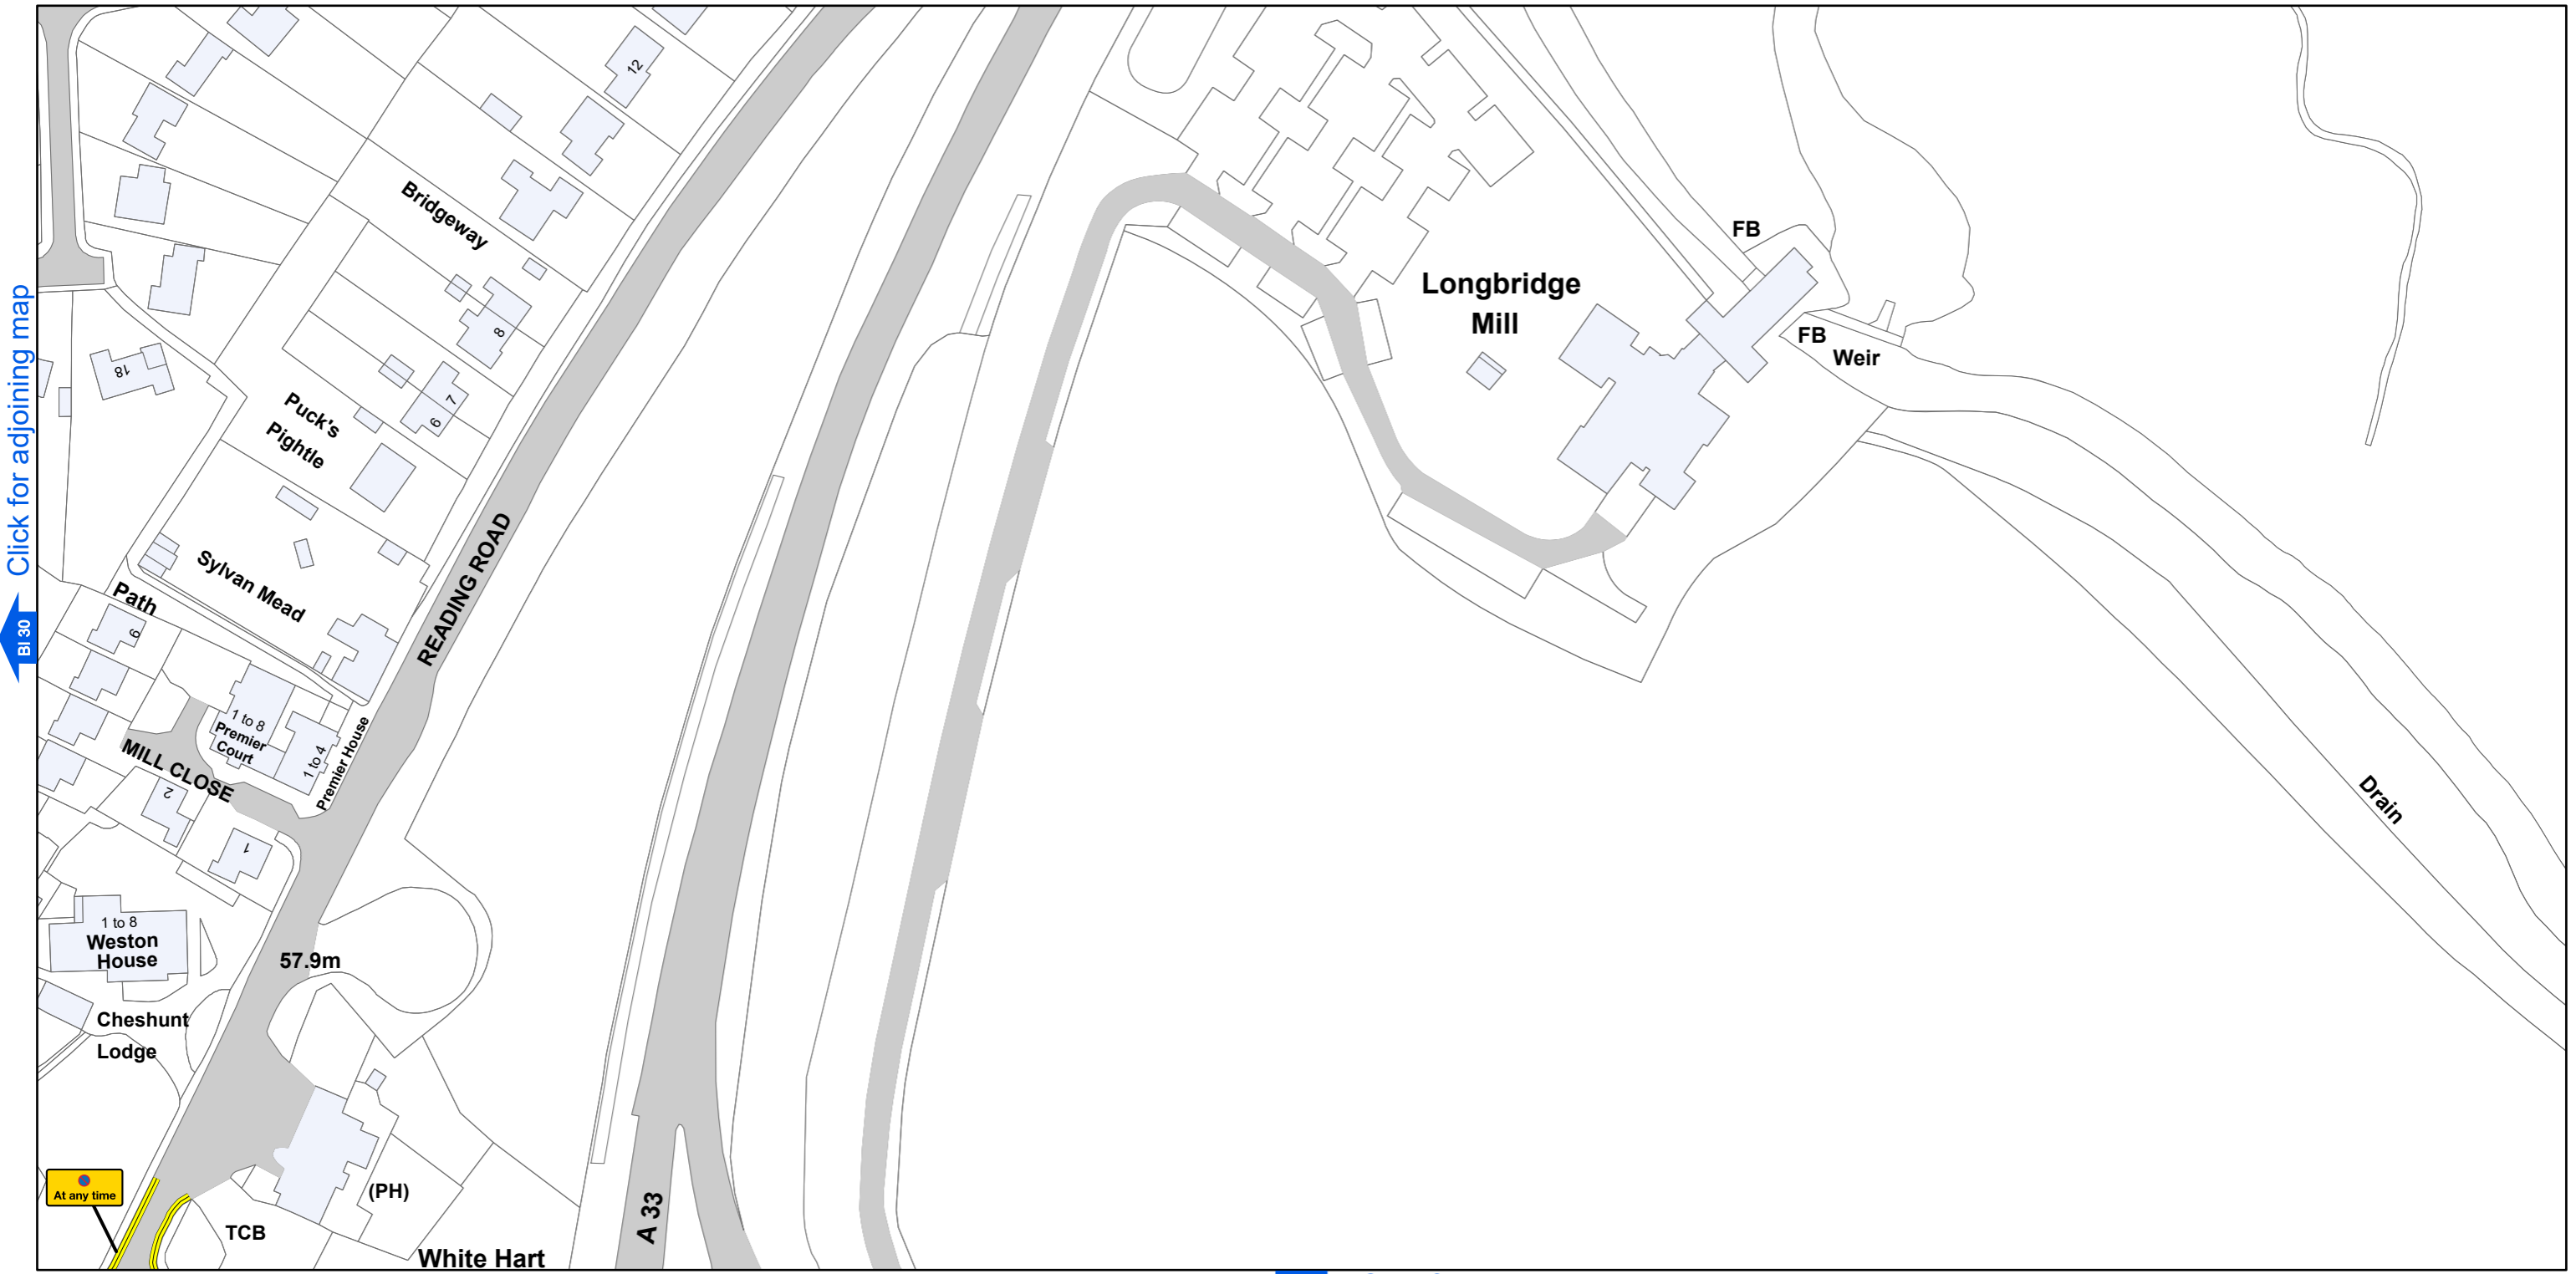 12
Bridgeway
8
Puck's
Pightle
7
6
18
Click for adjoining map
BI 30
Sylvan Mead
Path
9
READING ROAD
1 to 8
Premier
Court
1 to 4
Premier House
MILL CLOSE
2
1
1 to 8
Weston
House
57.9m
Cheshunt
Lodge
At any time
TCB
(PH)
White Hart
A 33
Longbridge
Mill
FB
FB
Weir
Drain